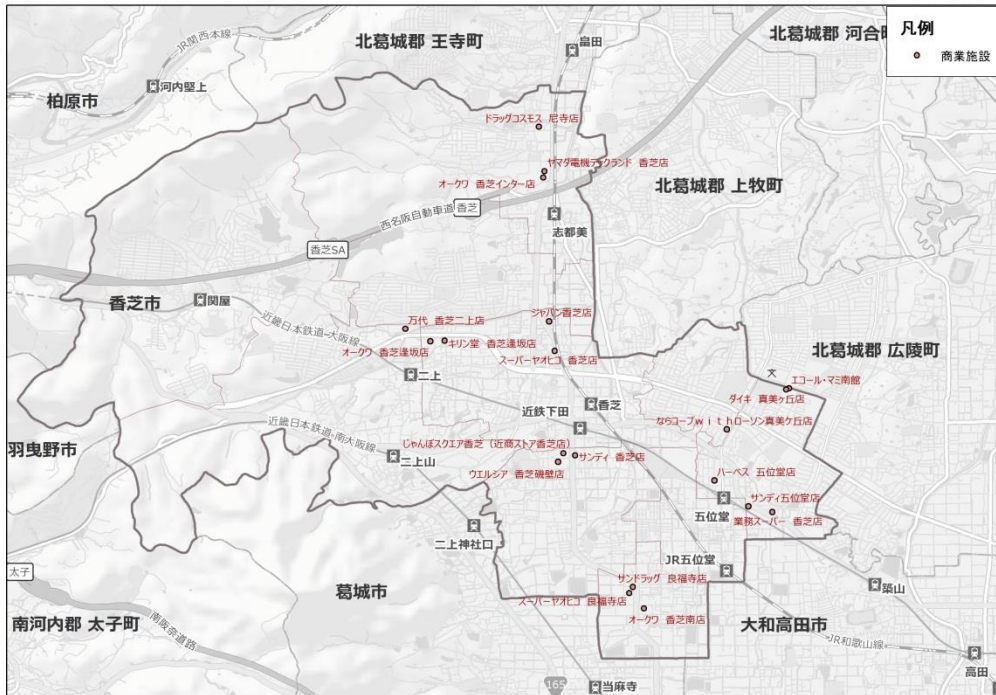 凡例
商業施設
北葛城郡 王寺町
畠田
北葛城郡 河合町
JR関西本線
河内堅上
柏原市
ドラッグコスモス 尼寺店
ヤマダ電機テックランド 香芝店
オークワ 香芝インター店
北葛城郡 上牧町
西名阪自動車道
香芝
志都美
香芝SA
香芝市
関屋
近畿日本鉄道-大阪線
万代 香芝二上店
ジャパン香芝店
キリン堂 香芝逢坂店
オークワ 香芝逢坂店
スーパーヤオヒコ 香芝店
北葛城郡 広陵町
二上
文
エコール・マミ南館
ダイキ 真美ヶ丘店
香芝
近鉄下田
ならコープwithローソン真美ケ丘店
羽曳野市
近畿日本鉄道-南大阪線
じゃんぼスクエア香芝(近商ストア香芝店)
二上山
サンディ 香芝店
ウエルシア 香芝磯壁店
ハーベス 五位堂店
サンディ五位堂店
五位堂
業務スーパー 香芝店
二上神社口
太子
JR五位堂
葛城市
サンドラッグ 良福寺店
築山
スーパーヤオヒコ 良福寺店
オークワ 香芝南店
南河内郡 太子町
南阪奈道路
大和高田市
JR和歌山線
高田
165
当麻寺